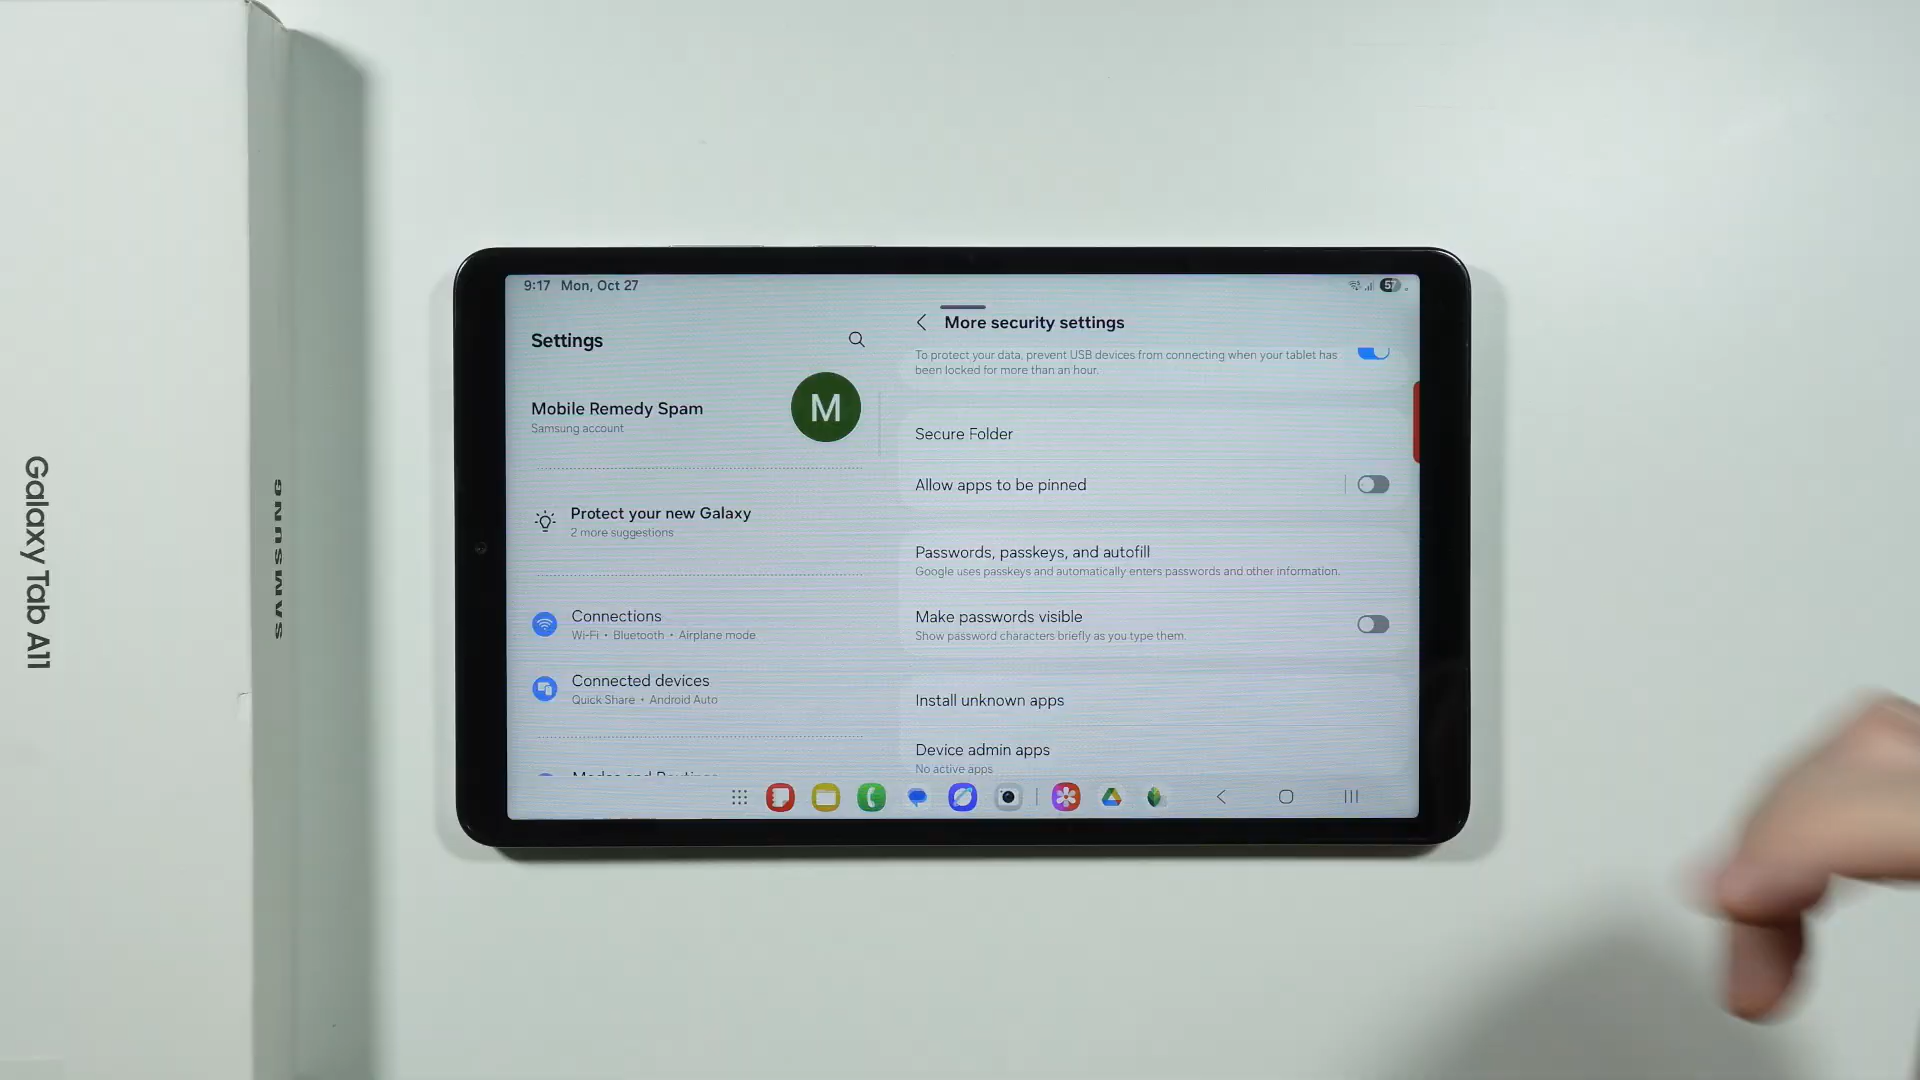 Galaxy Tab A11
SAMSUNG
9:17 Mon, Oct 27
57
Settings
Mobile Remedy Spam
Samsung account
M
Protect your new Galaxy
2 more suggestions
Connections
Wi-Fi • Bluetooth • Airplane mode
Connected devices
Quick Share • Android Auto
Modes and Routines
More security settings
To protect your data, prevent USB devices from connecting when your tablet has
been locked for more than an hour.
Secure Folder
Allow apps to be pinned
Passwords, passkeys, and autofill
Google uses passkeys and automatically enters passwords and other information.
Make passwords visible
Show password characters briefly as you type them.
Install unknown apps
Device admin apps
No active apps